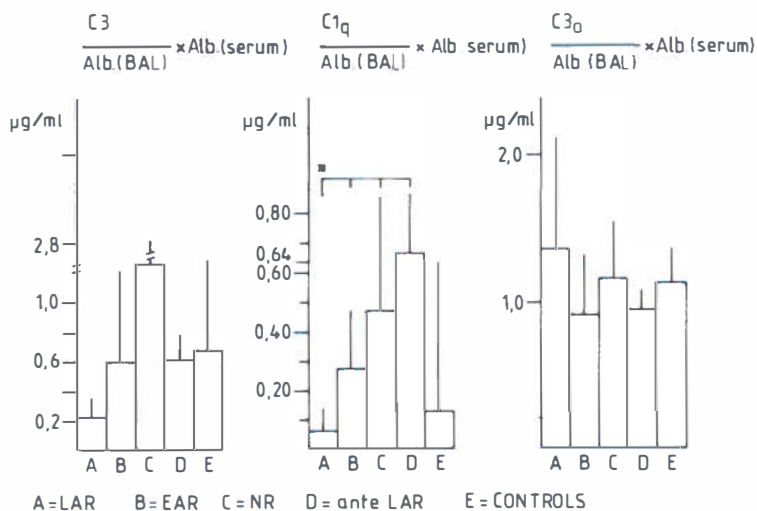 C3 C1q C3a
Alb.(BAL) × Alb.(serum) Alb.(BAL) × Alb serum) Alb (BAL) × Alb.(serum)
µg/ml µg/ml µg/ml
2,8
1,0
0,6
0,2
A B C D E
*
0,80
0,64
0,60
0,40
0,20
A B C D E
2,0
1,0
A B C D E
A=LAR B=EAR C=NR D=ante LAR E=CONTROLS